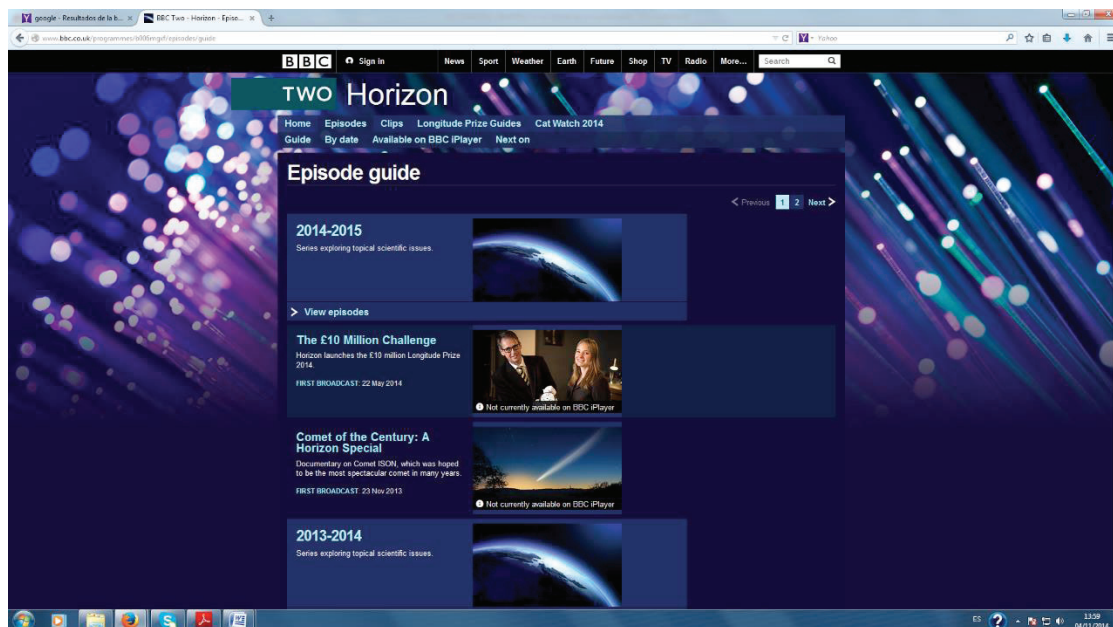 google - Resultados de la b...
BBC Two - Horizon - Episo...
www.bbc.co.uk/programmes/b006mgxf/episodes/guide
Yahoo
BBC
Sign in
News Sport Weather Earth Future Shop TV Radio More...
Search
TWO Horizon
Home Episodes Clips Longitude Prize Guides Cat Watch 2014
Guide By date Available on BBC iPlayer Next on
Episode guide
Previous 1 2 Next
2014-2015
Series exploring topical scientific issues.
View episodes
The £10 Million Challenge
Horizon launches the £10 million Longitude Prize
2014.
FIRST BROADCAST: 22 May 2014
Not currently available on BBC iPlayer
Comet of the Century: A
Horizon Special
Documentary on Comet ISON, which was hoped
to be the most spectacular comet in many years.
FIRST BROADCAST: 23 Nov 2013
Not currently available on BBC iPlayer
2013-2014
Series exploring topical scientific issues.
ES
13:59
04/11/2014